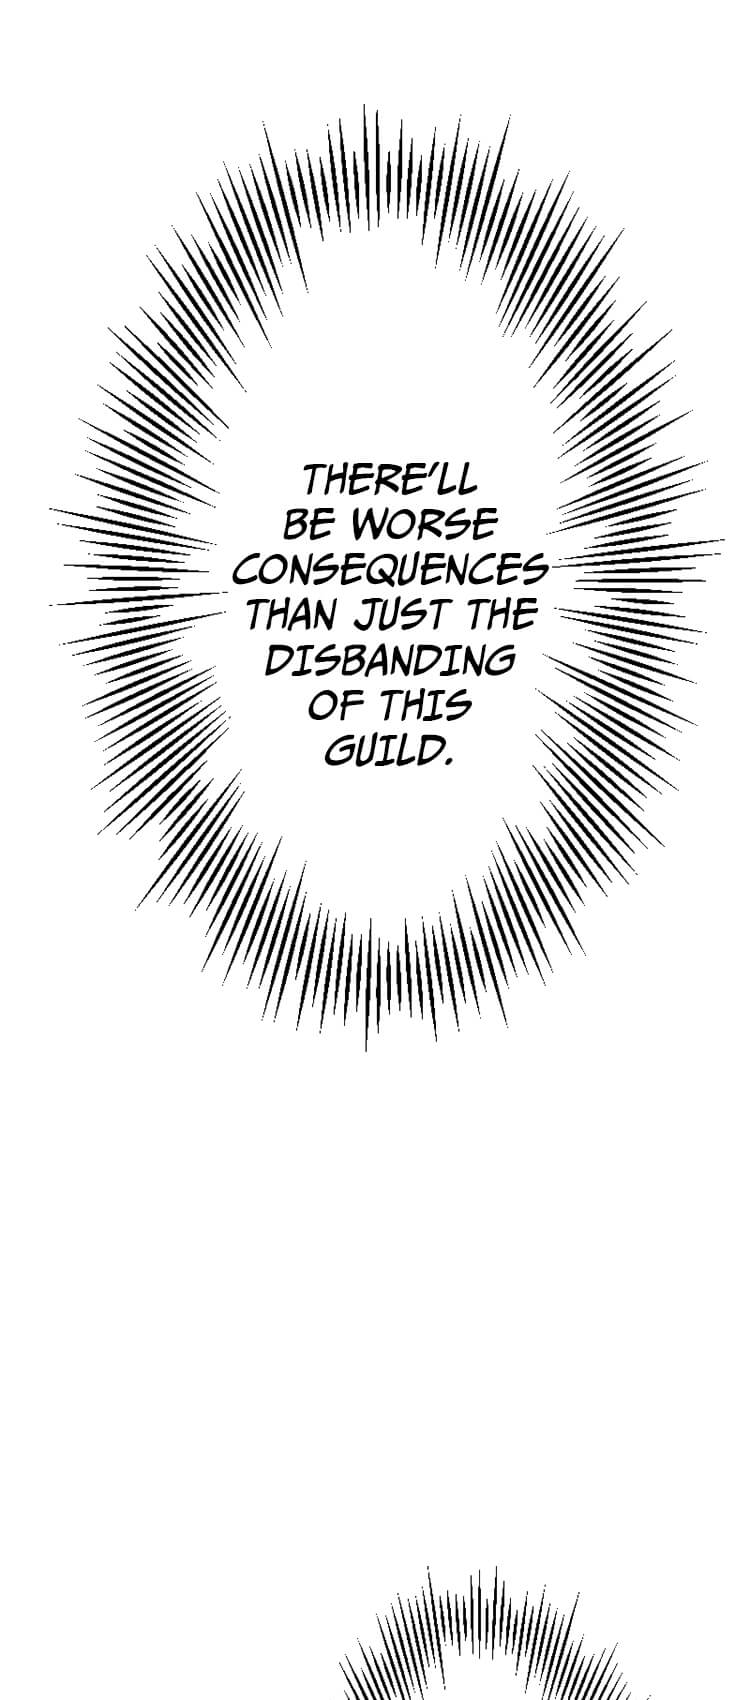 THERE'LL
BE WORSE
CONSEQUENCES
THAN JUST THE
DISBANDING
OF THIS
GUILD.